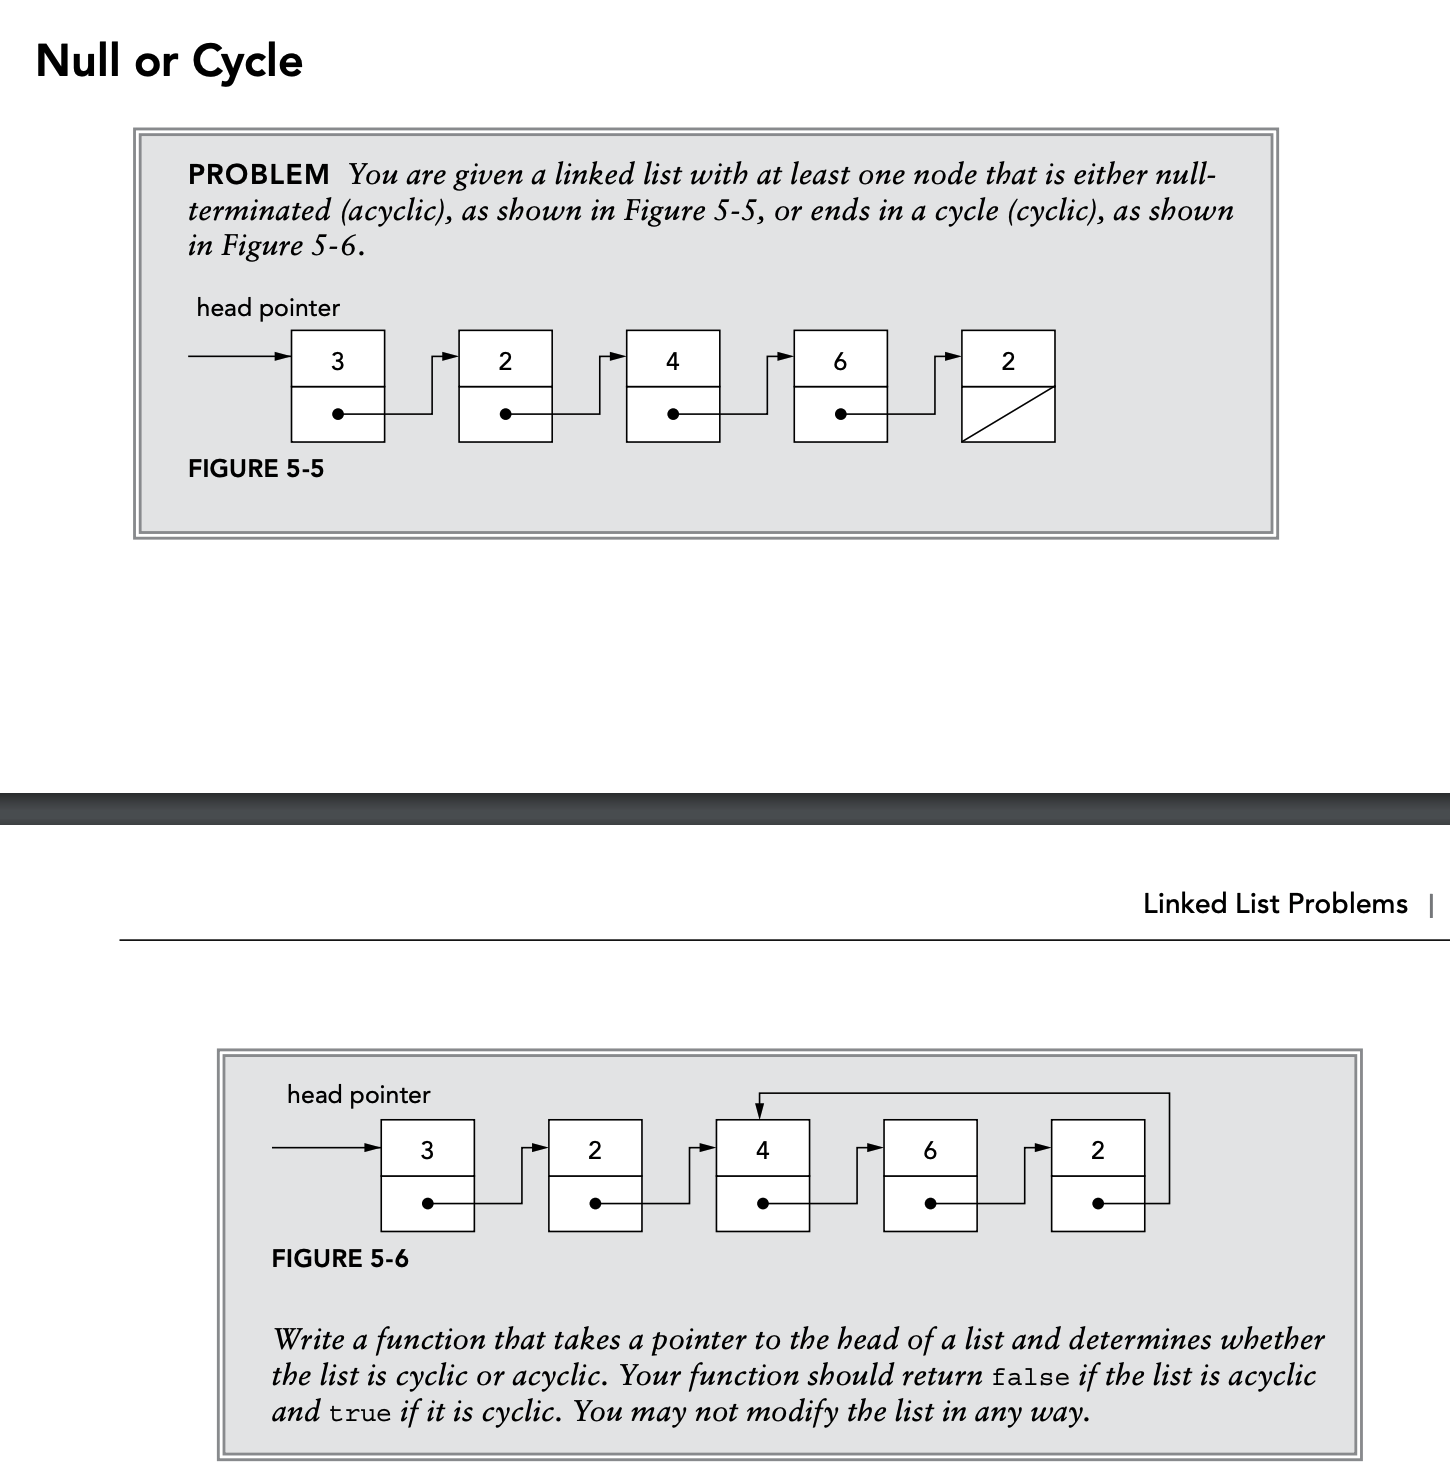 Null or Cycle
PROBLEM You are given a linked list with at least one node that is either null-
terminated (acyclic), as shown in Figure 5-5, or ends in a cycle (cyclic), as shown
in Figure 5-6.
head pointer
3 2 4 6 2
FIGURE 5-5
Linked List Problems |
head pointer
3 2 4 6 2
FIGURE 5-6
Write a function that takes a pointer to the head of a list and determines whether
the list is cyclic or acyclic. Your function should return false if the list is acyclic
and true if it is cyclic. You may not modify the list in any way.